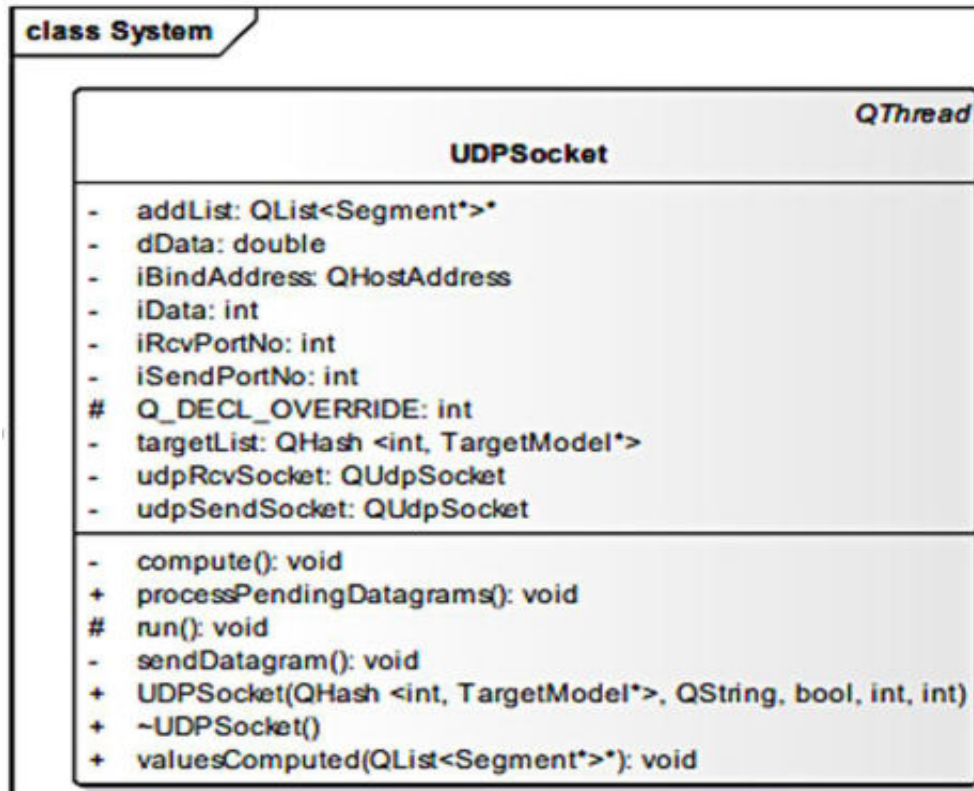 class System
QThread
UDPSocket
- addList: QList<Segment*>*
- dData: double
- iBindAddress: QHostAddress
- iData: int
- iRcvPortNo: int
- iSendPortNo: int
# Q_DECL_OVERRIDE: int
- targetList: QHash <int, TargetModel*>
- udpRcvSocket: QUdpSocket
- udpSendSocket: QUdpSocket
- compute(): void
+ processPendingDatagrams(): void
# run(): void
- sendDatagram(): void
+ UDPSocket(QHash <int, TargetModel*>, QString, bool, int, int)
+ ~UDPSocket()
+ valuesComputed(QList<Segment*>*): void